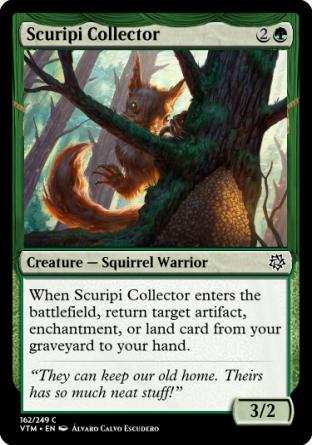 Scuripi Collector 2
Creature — Squirrel Warrior
When Scuripi Collector enters the
battlefield, return target artifact,
enchantment, or land card from your
graveyard to your hand.
“They can keep our old home. Theirs
has so much neat stuff!”
3/2
162/249 C
VTM • EN Álvaro Calvo Escudero